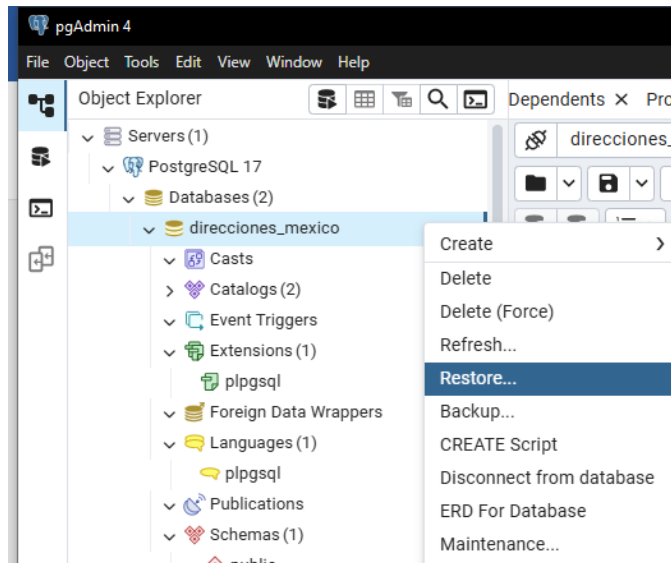 pgAdmin 4
File Object Tools Edit View Window Help
Object Explorer
Dependents × Pro
Servers (1)
direcciones_
PostgreSQL 17
Databases (2)
direcciones_mexico
Casts
Catalogs (2)
Event Triggers
Extensions (1)
plpgsql
Foreign Data Wrappers
Languages (1)
plpgsql
Publications
Schemas (1)
public
Create
Delete
Delete (Force)
Refresh...
Restore...
Backup...
CREATE Script
Disconnect from database
ERD For Database
Maintenance...